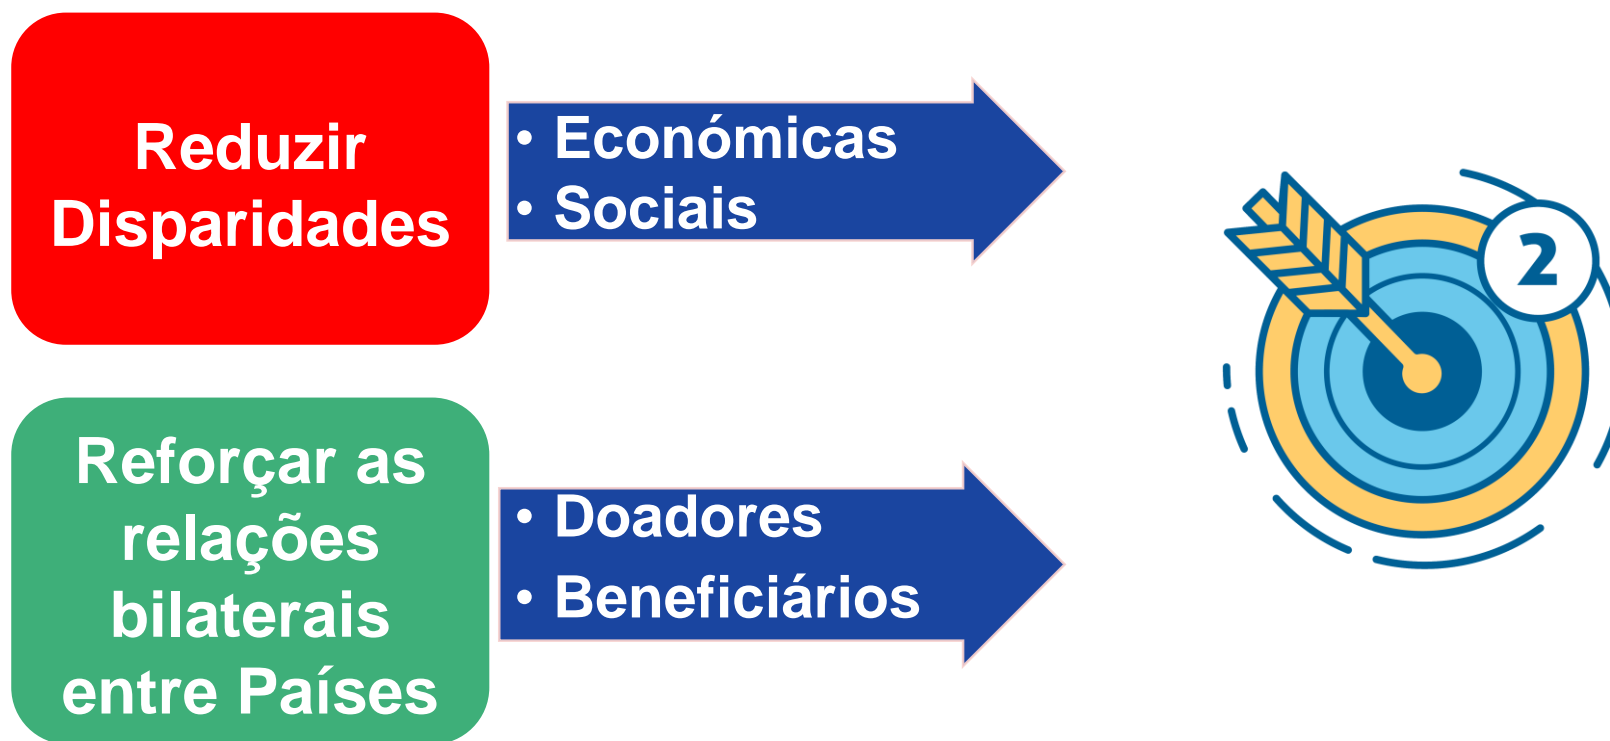 Reduzir
Disparidades
• Económicas
• Sociais
2
Reforçar as
relações
bilaterais
entre Países
• Doadores
• Beneficiários